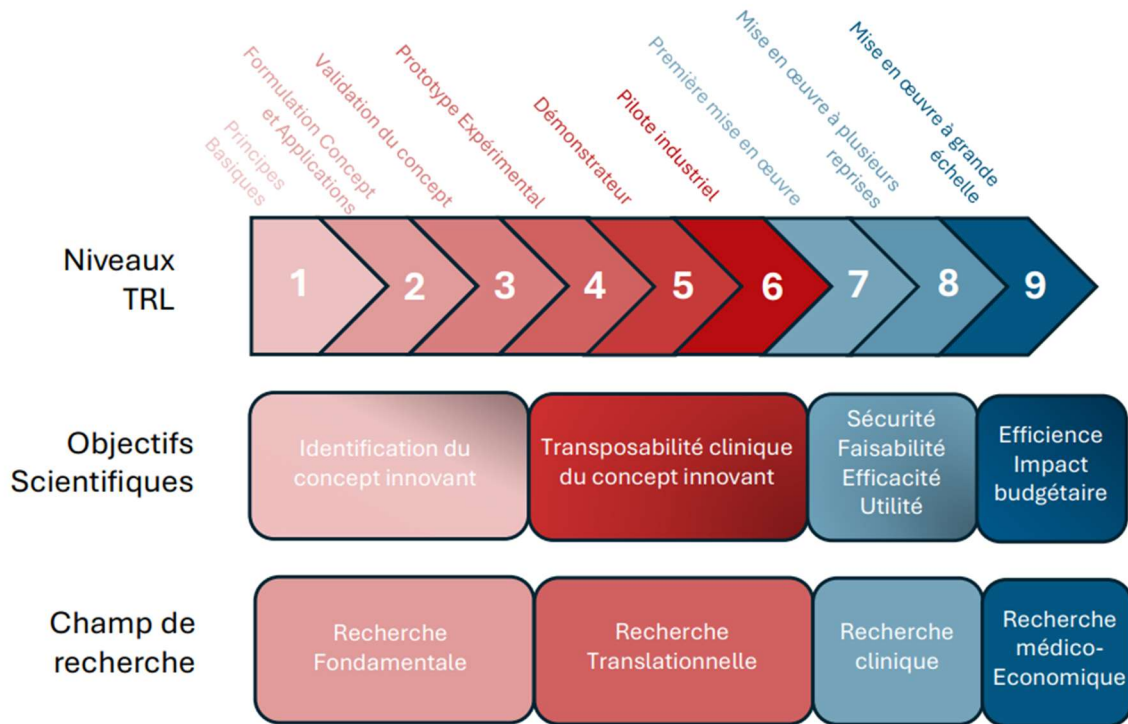 Principes
Basiques
Formulation Concept
et Applications
Validation du concept
Prototype Expérimental
Démonstrateur
Pilote industriel
Première mise en œuvre
Mise en œuvre à plusieurs
reprises
Mise en œuvre à grande
échelle
Niveaux
TRL
1
2
3
4
5
6
7
8
9
Objectifs
Scientifiques
Identification du
concept innovant
Transposabilité clinique
du concept innovant
Sécurité
Faisabilité
Efficacité
Utilité
Efficience
Impact
budgétaire
Champ de
recherche
Recherche
Fondamentale
Recherche
Translationnelle
Recherche
clinique
Recherche
médico-
Economique